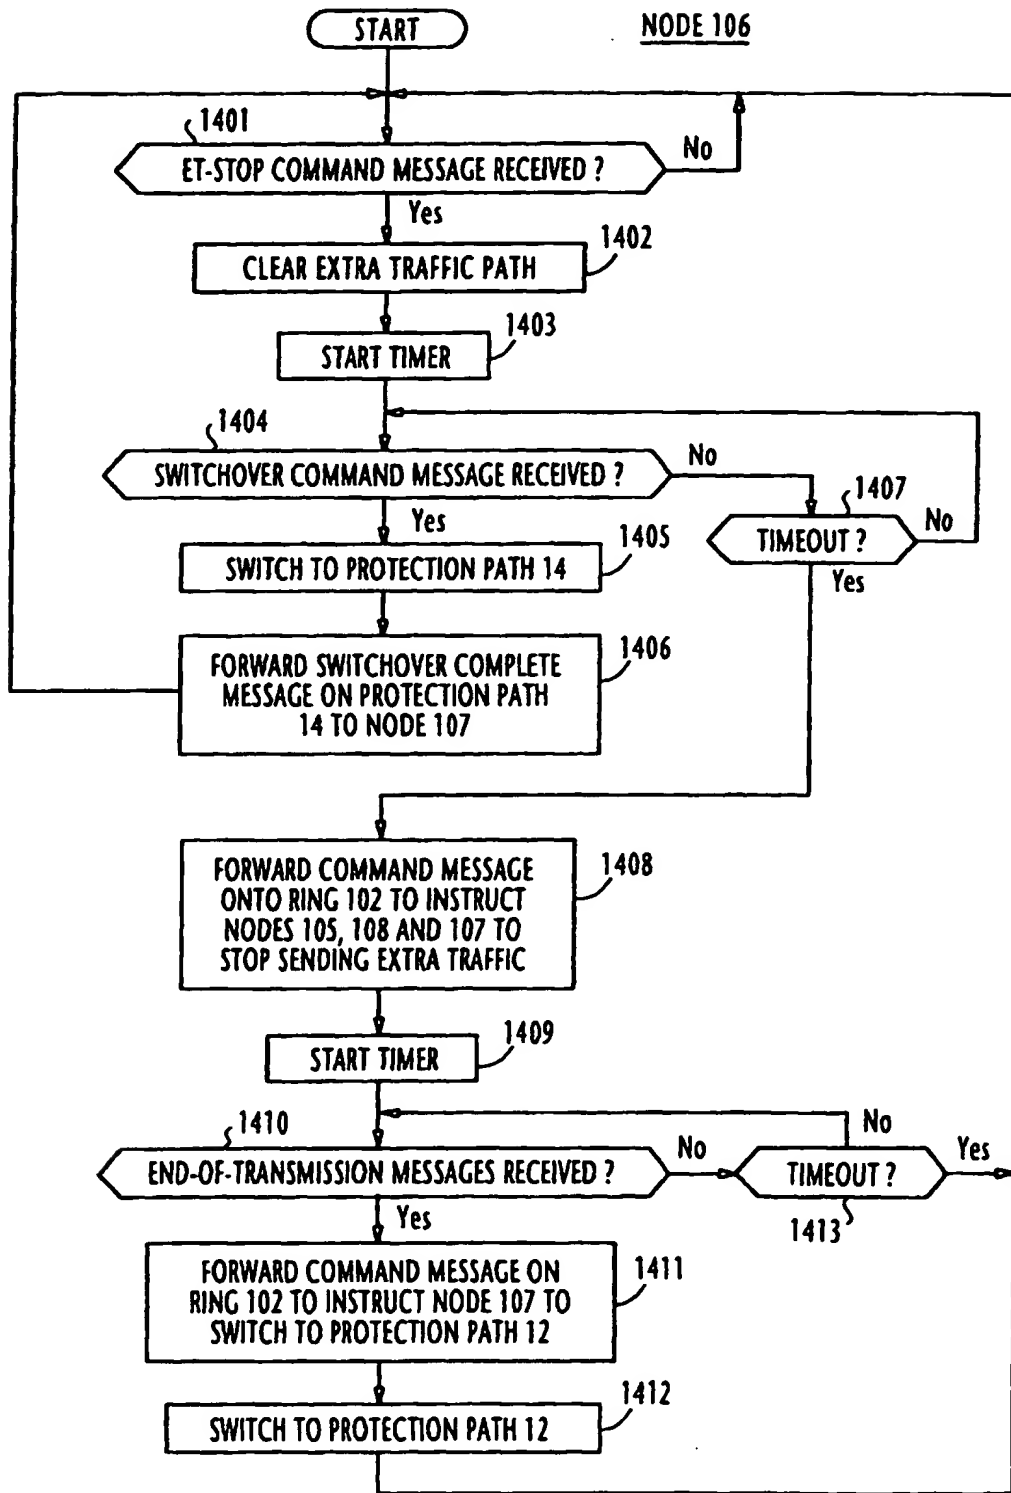 START
NODE 106
1401
ET-STOP COMMAND MESSAGE RECEIVED ?
No
Yes
1402
CLEAR EXTRA TRAFFIC PATH
1403
START TIMER
1404
SWITCHOVER COMMAND MESSAGE RECEIVED ?
No
1407
TIMEOUT ?
No
Yes
Yes
1405
SWITCH TO PROTECTION PATH 14
1406
FORWARD SWITCHOVER COMPLETE
MESSAGE ON PROTECTION PATH
14 TO NODE 107
1408
FORWARD COMMAND MESSAGE
ONTO RING 102 TO INSTRUCT
NODES 105, 108 AND 107 TO
STOP SENDING EXTRA TRAFFIC
1409
START TIMER
1410
END-OF-TRANSMISSION MESSAGES RECEIVED ?
No
No
TIMEOUT ?
Yes
1413
Yes
1411
FORWARD COMMAND MESSAGE ON
RING 102 TO INSTRUCT NODE 107 TO
SWITCH TO PROTECTION PATH 12
1412
SWITCH TO PROTECTION PATH 12